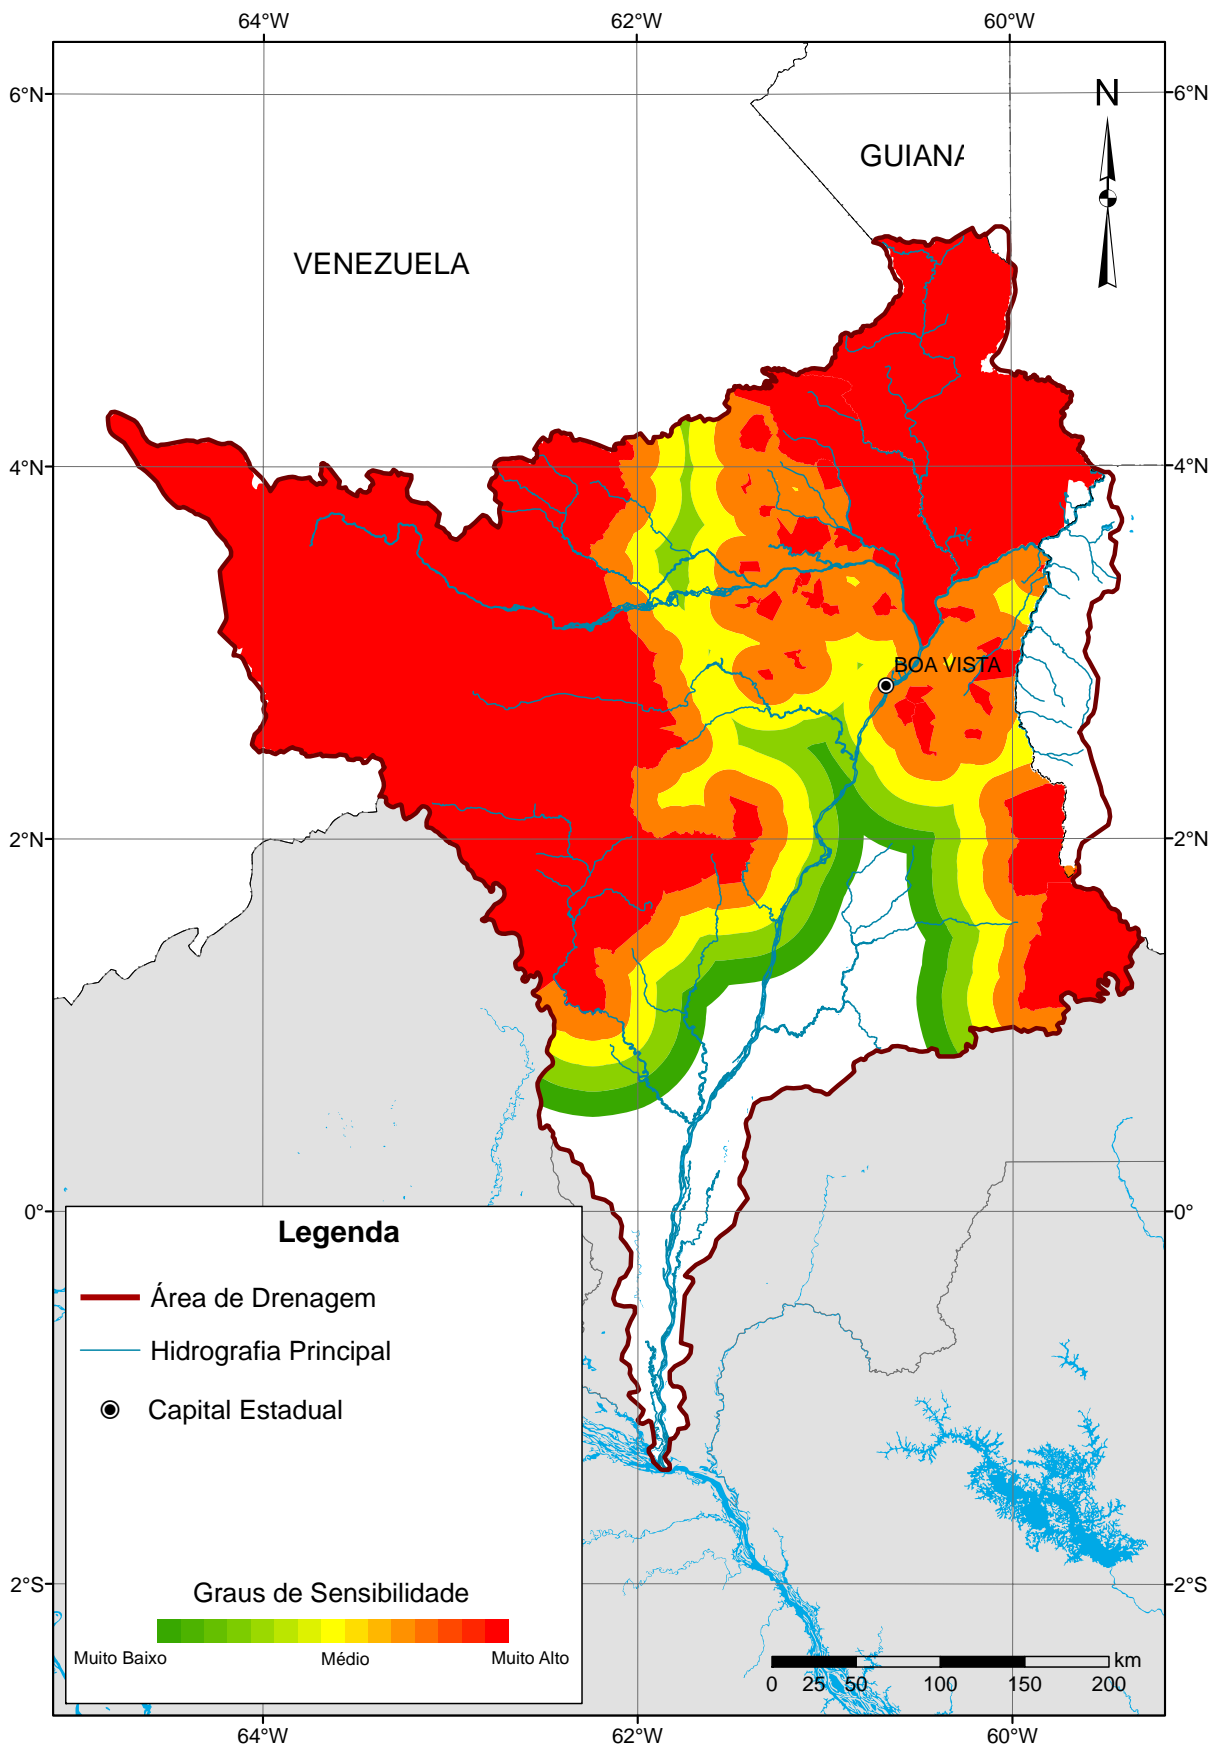 64°W 62°W 60°W
6°N 6°N
N
GUIANA
VENEZUELA
4°N 4°N
BOA VISTA
2°N 2°N
0° 0°
Legenda
Área de Drenagem
Hidrografia Principal
Capital Estadual
2°S 2°S
Graus de Sensibilidade
Muito Baixo Médio Muito Alto
km
0 25 50 100 150 200
64°W 62°W 60°W